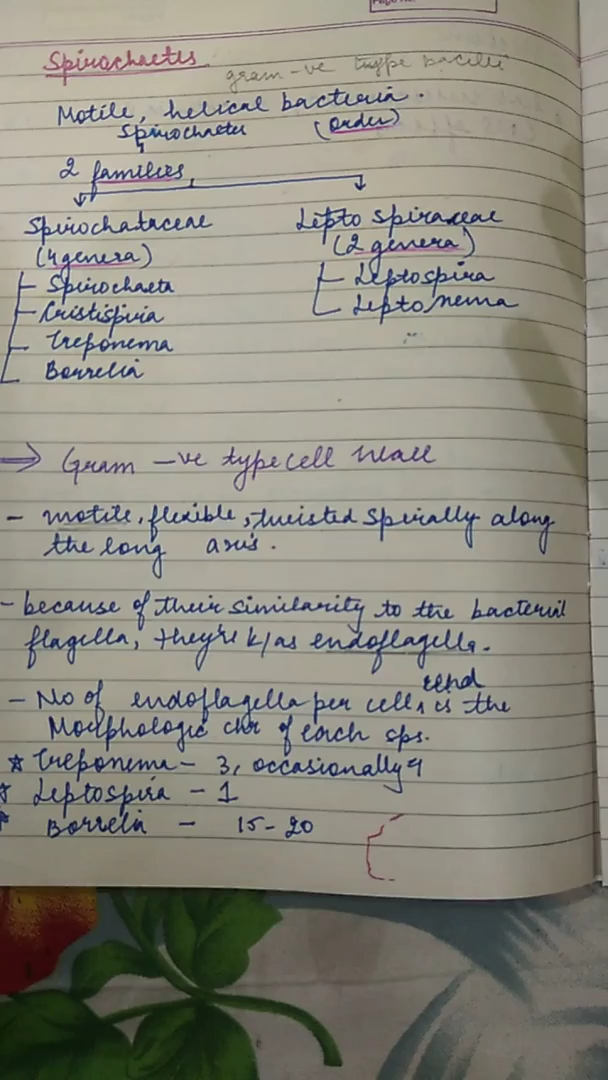 Spirochaetes
gram -ve type bacilli
Motile, helical bacteria.
Spirochaetes (order)
2 families
Spirochataceae
(4 genera)
- Spirochaeta
- Cristispiria
- Treponema
- Borrelia
Leptospiraceae
(2 genera)
- Leptospira
- Leptonema
⇒ Gram -ve type cell wall
- motile, flexible, twisted spirally along
the long axis.
- because of their similarity to the bacterial
flagella, they're k/as endoflagella.
- No of endoflagella per cell, is the
Morphologic chr of each sps.
* Treponema - 3, occasionally 4
* Leptospira - 1
* Borrelia - 15-20